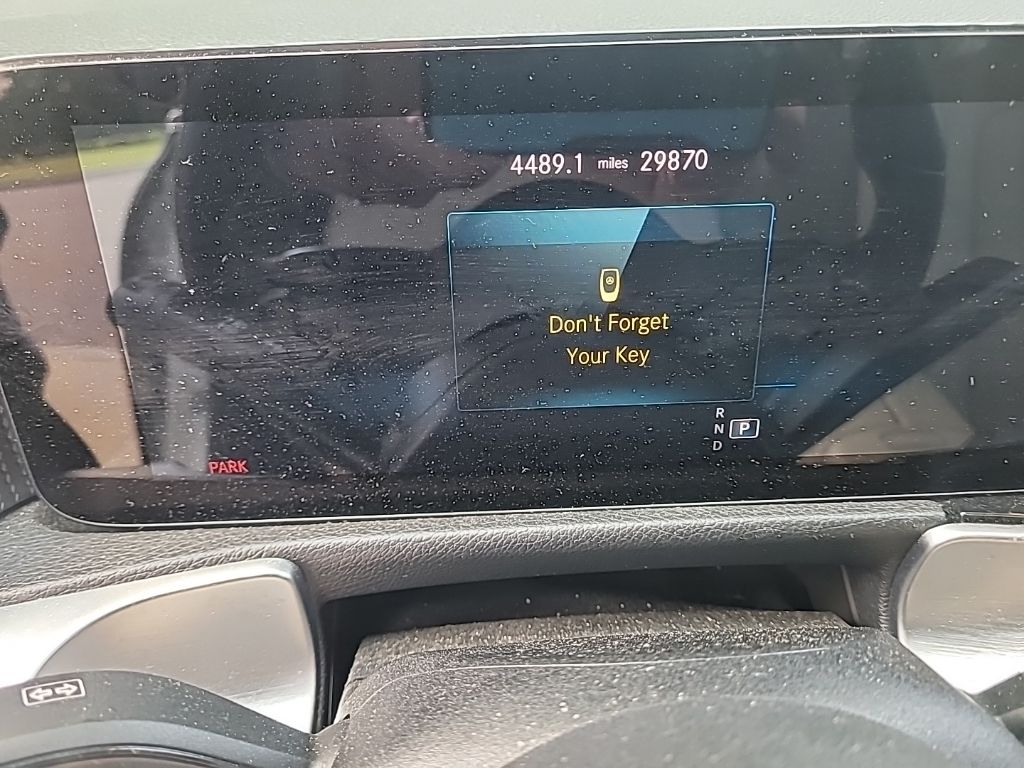 4489.1 miles 29870
Don't Forget
Your Key
R
N P
D
PARK